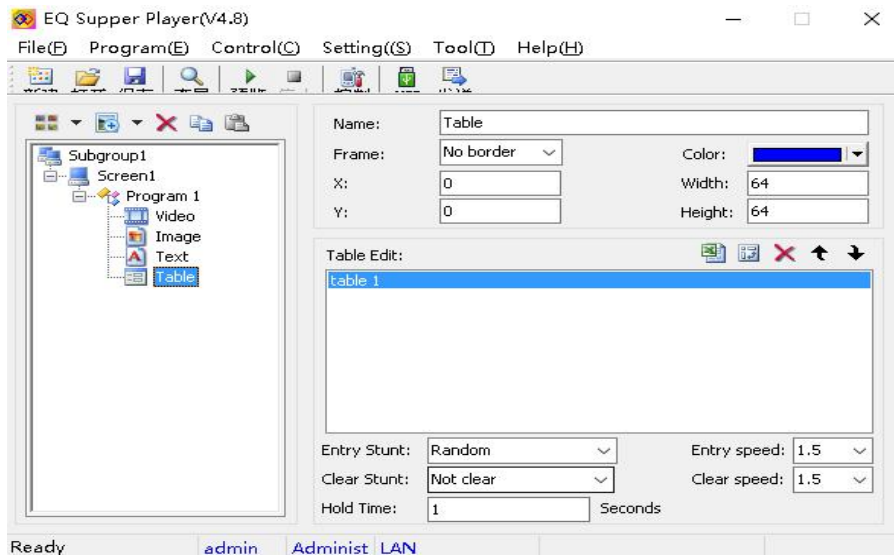 EQ Supper Player(V4.8)
File(F) Program(E) Control(C) Setting((S) Tool(T) Help(H)
Name: Table
Frame: No border Color:
X: 0 Width: 64
Y: 0 Height: 64
Subgroup1
Screen1
Program 1
Video
Image
Text
Table
Table Edit:
table 1
Entry Stunt: Random Entry speed: 1.5
Clear Stunt: Not clear Clear speed: 1.5
Hold Time: 1 Seconds
Ready admin Administ LAN